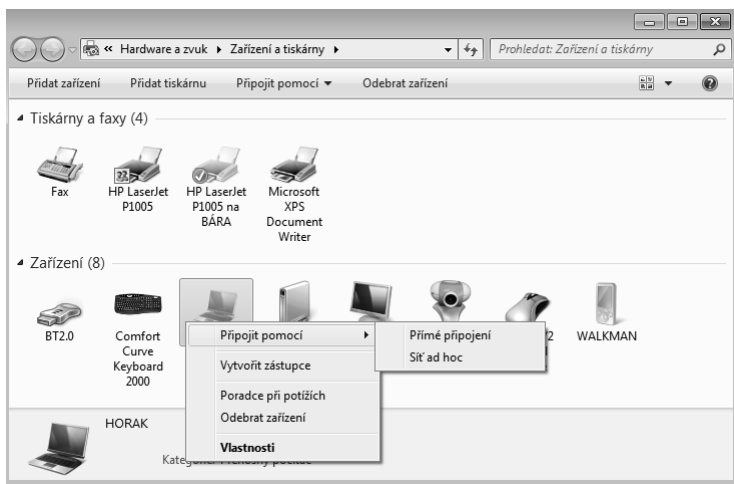 « Hardware a zvuk ▸ Zařízení a tiskárny ▸
Prohledat: Zařízení a tiskárny
Přidat zařízení Přidat tiskárnu Připojit pomocí Odebrat zařízení
Tiskárny a faxy (4)
Fax
HP LaserJet
P1005
HP LaserJet
P1005 na
BÁRA
Microsoft
XPS
Document
Writer
Zařízení (8)
BT2.0
Comfort
Curve
Keyboard
2000
2
WALKMAN
Připojit pomocí
Přímé připojení
Síť ad hoc
Vytvořit zástupce
Poradce při potížích
Odebrat zařízení
Vlastnosti
HORAK